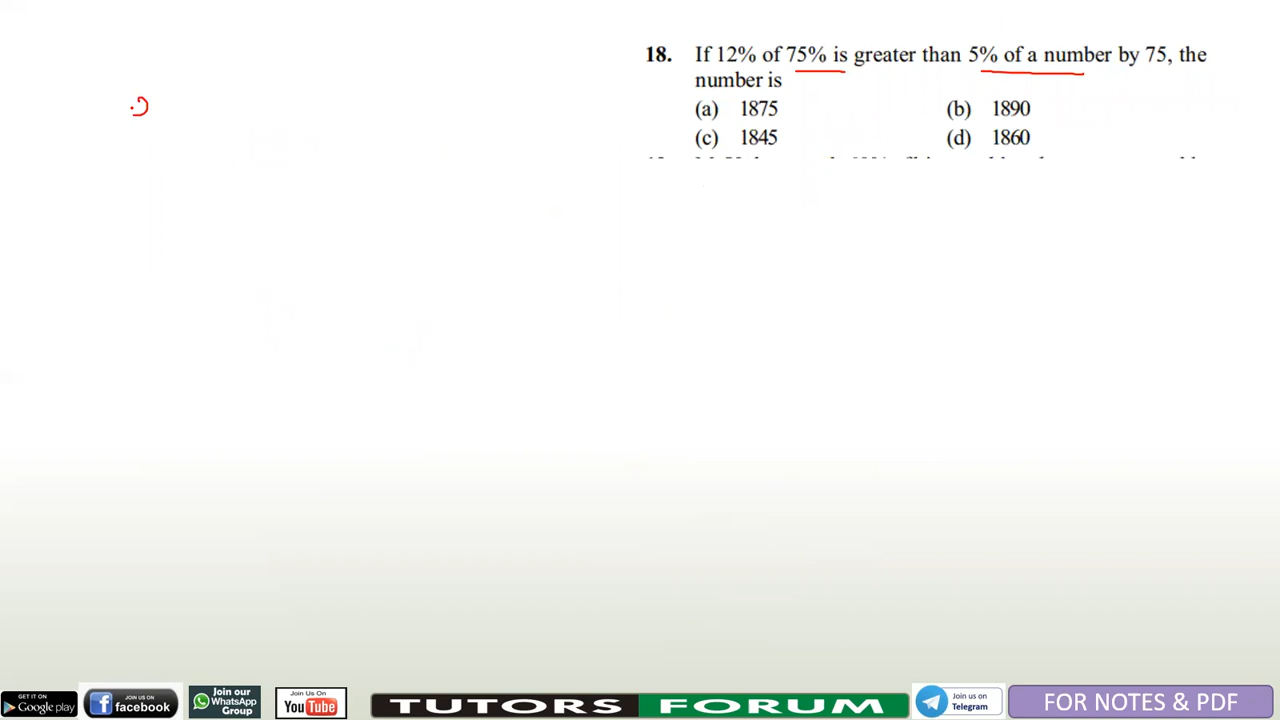 18. If 12% of 75% is greater than 5% of a number by 75, the
number is
(a) 1875 (b) 1890
(c) 1845 (d) 1860
GET IT ON
Google play
JOIN US ON
facebook
Join our
WhatsApp
Group
Join Us On
YouTube
TUTORS FORUM
Join us on
Telegram
FOR NOTES & PDF